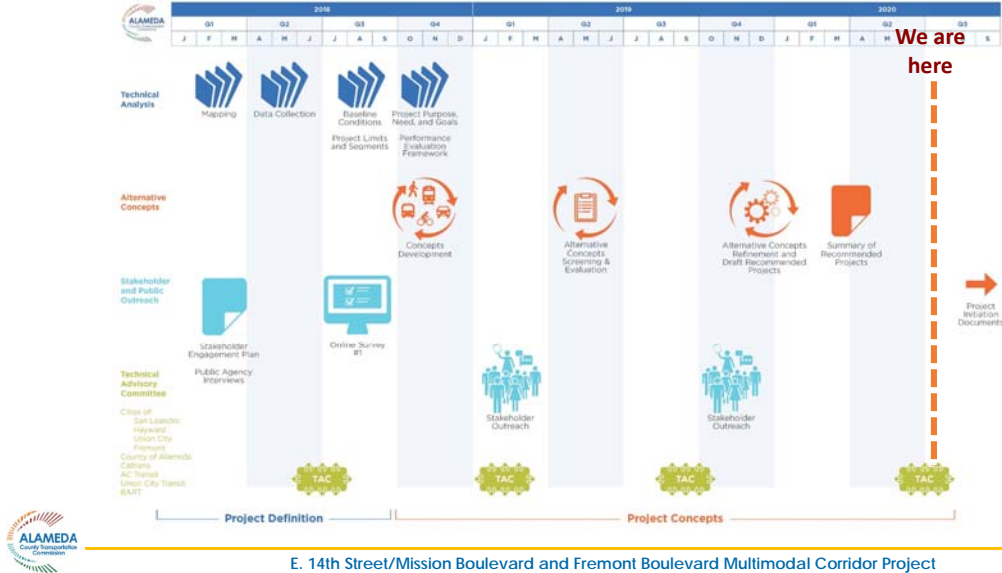 ALAMEDA
County Transportation
Commission
2018 2019 2020
Q1 Q2 Q3 Q4 Q1 Q2 Q3 Q4 Q1 Q2 Q3
J F M A M J J A S O N D J F M A M J J A S O N D J F M A M S
We are
here
Technical
Analysis
Mapping
Data Collection
Baseline
Conditions
Project Limits
and Segments
Project Purpose,
Need, and Goals
Performance
Evaluation
Framework
Alternative
Concepts
Concepts
Development
Alternative
Concepts
Screening &
Evaluation
Alternative Concepts
Refinement and
Draft Recommended
Projects
Summary of
Recommended
Projects
Stakeholder
and Public
Outreach
Stakeholder
Engagement Plan
Public Agency
Interviews
Online Survey
#1
Stakeholder
Outreach
Stakeholder
Outreach
Project
Initiation
Documents
Technical
Advisory
Committee
Cities of:
San Leandro
Hayward
Union City
Fremont
County of Alameda
Caltrans
AC Transit
Union City Transit
BART
TAC TAC TAC TAC
Project Definition
Project Concepts
ALAMEDA
County Transportation
Commission
E. 14th Street/Mission Boulevard and Fremont Boulevard Multimodal Corridor Project